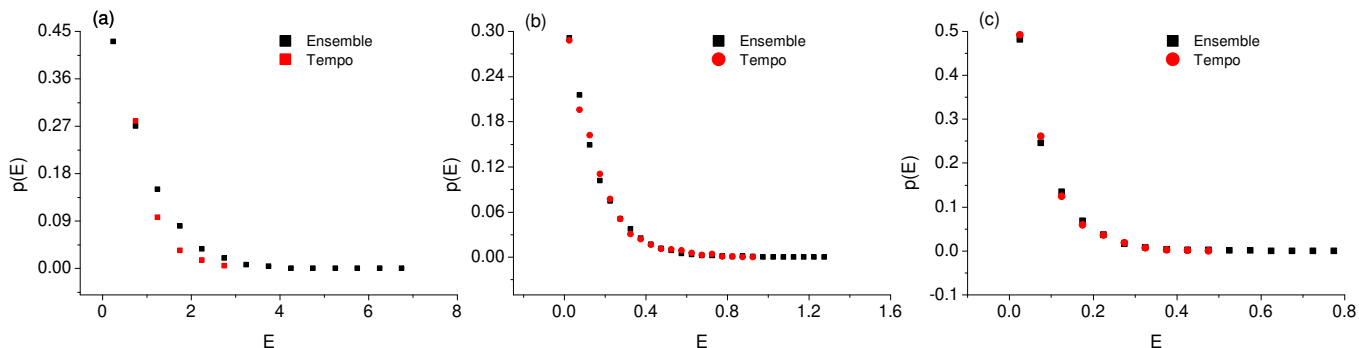 (a)
Ensemble
Tempo
0.45
0.36
0.27
0.18
0.09
0.00
p(E)
0 2 4 6 8
E
(b)
Ensemble
Tempo
0.30
0.24
0.18
0.12
0.06
0.00
p(E)
0.0 0.4 0.8 1.2 1.6
E
(c)
Ensemble
Tempo
0.5
0.4
0.3
0.2
0.1
0.0
-0.1
p(E)
0.0 0.2 0.4 0.6 0.8
E